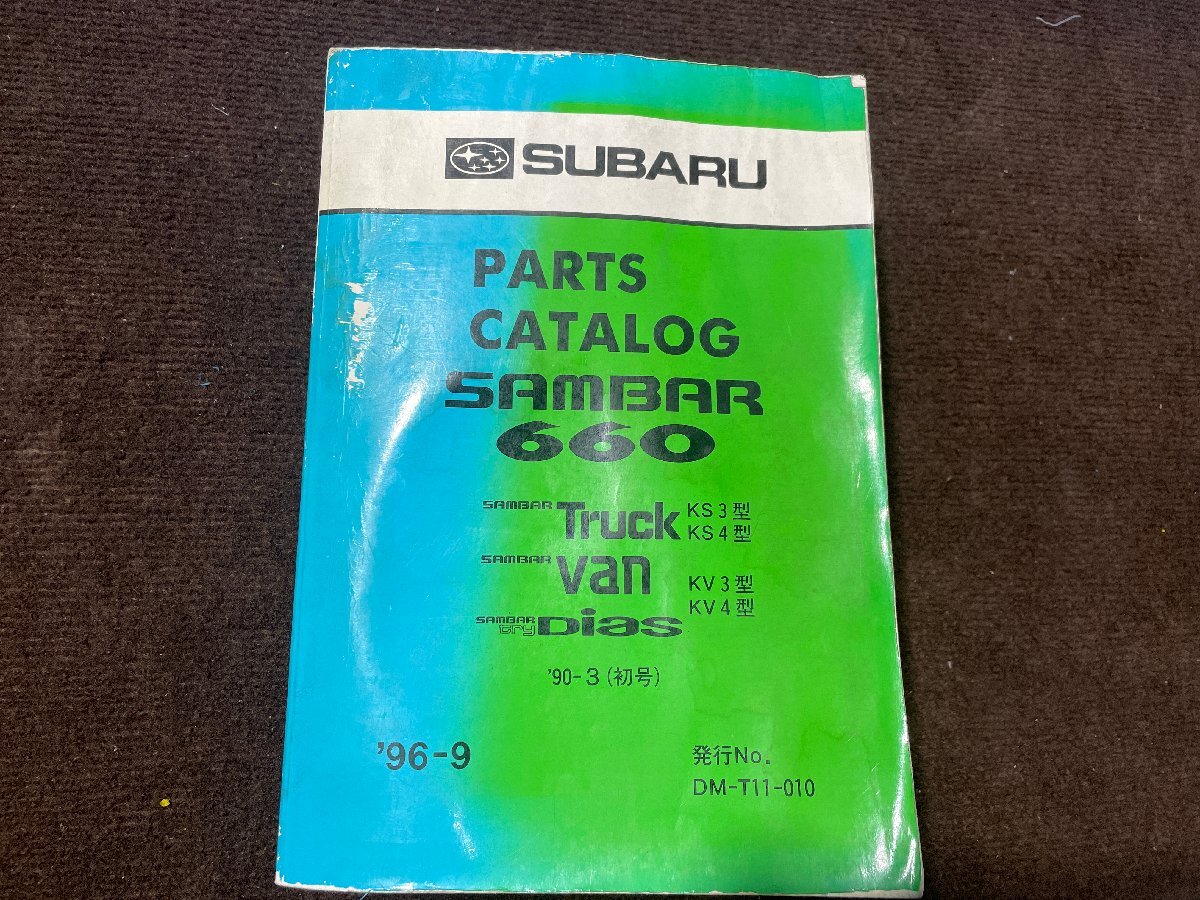 SUBARU
PARTS
CATALOG
SAMBAR
660
SAMBAR Truck KS3型
KS4型
SAMBAR Van KV3型
KV4型
SAMBAR try Dias
'90-3(初号)
'96-9 発行No.
DM-T11-010